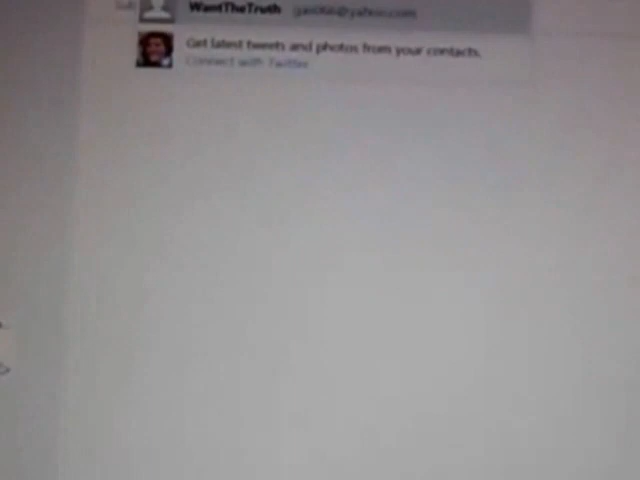 WantTheTruth
Get latest tweets and photos from your contacts.
Connect with Twitter